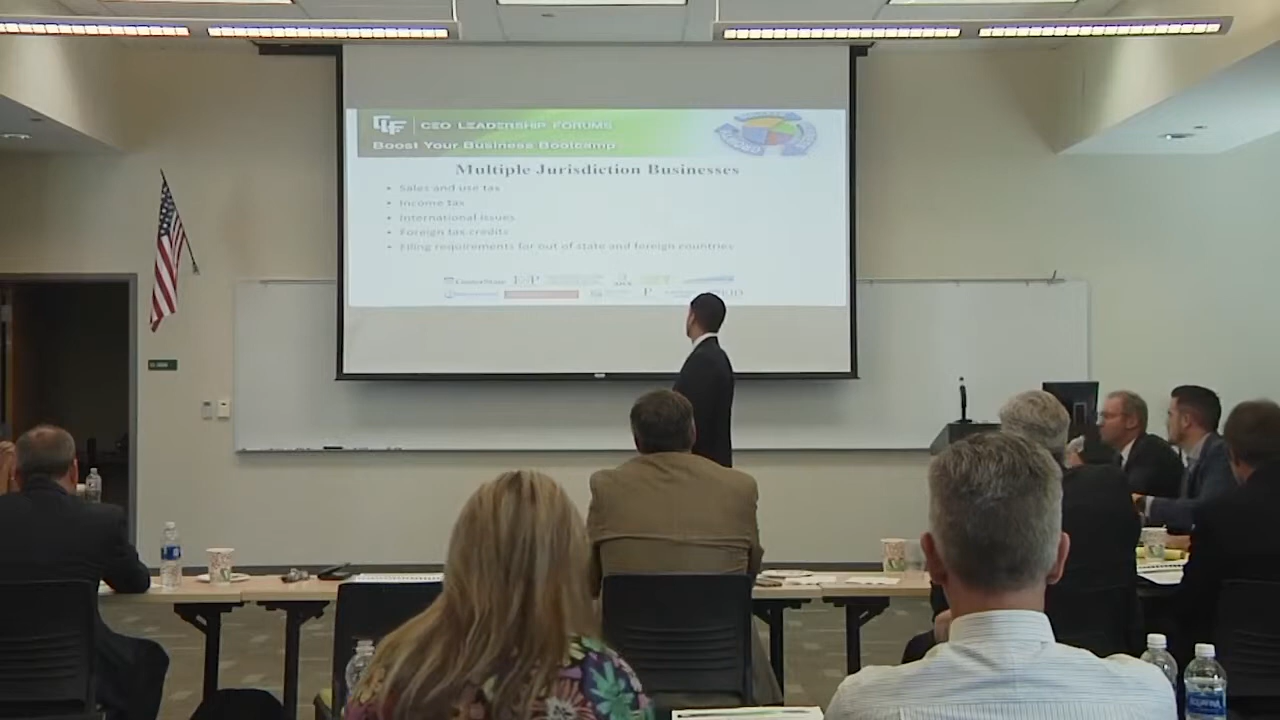 CLF CEO LEADERSHIP FORUMS
Boost Your Business Bootcamp
Multiple Jurisdiction Businesses
• Sales and use tax
• Income tax
• International issues
• Foreign tax credits
• Filing requirements for out of state and foreign countries